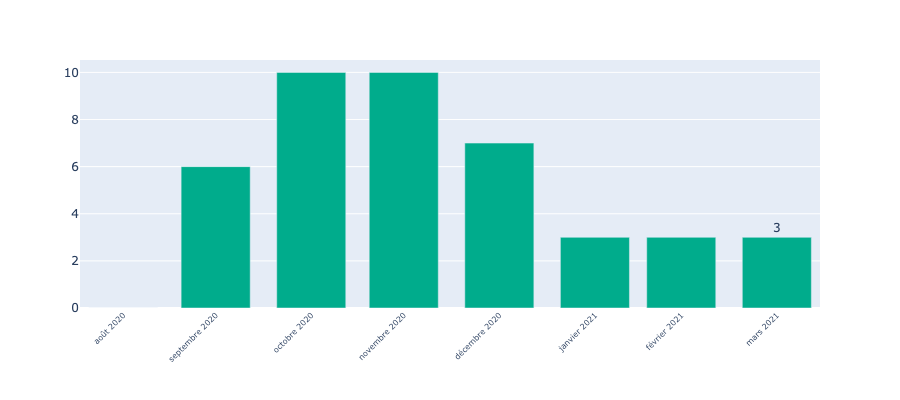 10
8
6
4
2
0
3
août 2020
septembre 2020
octobre 2020
novembre 2020
décembre 2020
janvier 2021
février 2021
mars 2021